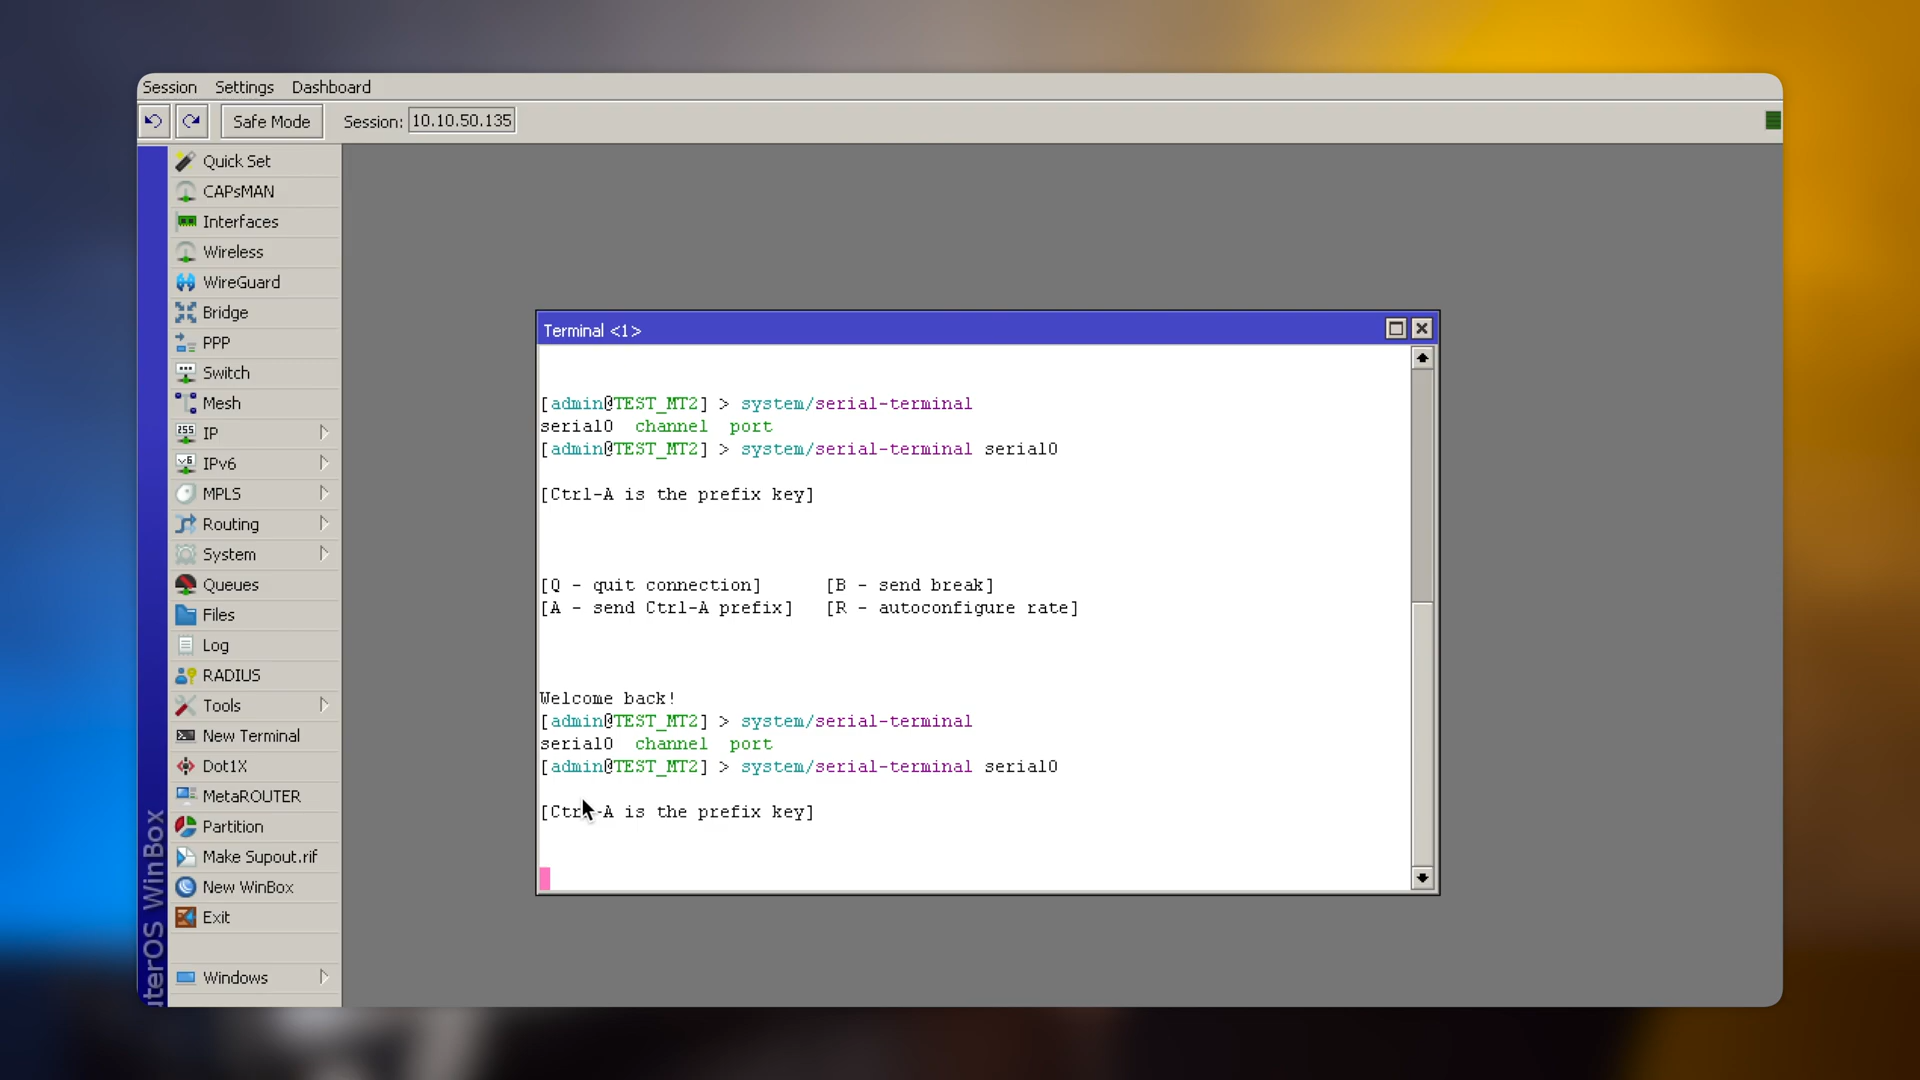 Session Settings Dashboard
Safe Mode Session: 10.10.50.135
Quick Set
CAPsMAN
Interfaces
Wireless
WireGuard
Bridge
PPP
Switch
Mesh
IP
IPv6
MPLS
Routing
System
Queues
Files
Log
RADIUS
Tools
New Terminal
Dot1X
MetaROUTER
Partition
Make Supout.rif
New WinBox
Exit
Windows
uterOS WinBox
Terminal <1>
[admin@TEST_MT2] > system/serial-terminal
serial0 channel port
[admin@TEST_MT2] > system/serial-terminal serial0
[Ctrl-A is the prefix key]
[Q - quit connection] [B - send break]
[A - send Ctrl-A prefix] [R - autoconfigure rate]
Welcome back!
[admin@TEST_MT2] > system/serial-terminal
serial0 channel port
[admin@TEST_MT2] > system/serial-terminal serial0
[Ctrl-A is the prefix key]